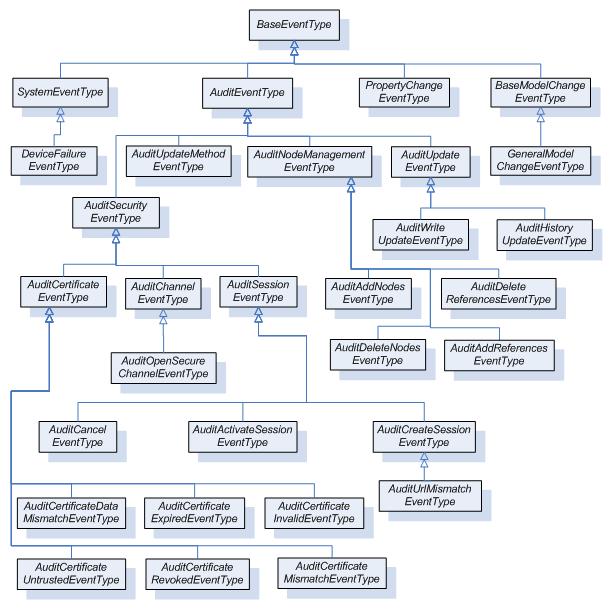 BaseEventType
SystemEventType
AuditEventType
PropertyChange
EventType
BaseModelChange
EventType
DeviceFailure
EventType
AuditUpdateMethod
EventType
AuditNodeManagement
EventType
AuditUpdate
EventType
GeneralModel
ChangeEventType
AuditSecurity
EventType
AuditWrite
UpdateEventType
AuditHistory
UpdateEventType
AuditCertificate
EventType
AuditChannel
EventType
AuditSession
EventType
AuditAddNodes
EventType
AuditDelete
ReferencesEventType
AuditOpenSecure
ChannelEventType
AuditDeleteNodes
EventType
AuditAddReferences
EventType
AuditCancel
EventType
AuditActivateSession
EventType
AuditCreateSession
EventType
AuditCertificateData
MismatchEventType
AuditCertificate
ExpiredEventType
AuditCertificate
InvalidEventType
AuditUrlMismatch
EventType
AuditCertificate
UntrustedEventType
AuditCertificate
RevokedEventType
AuditCertificate
MismatchEventType